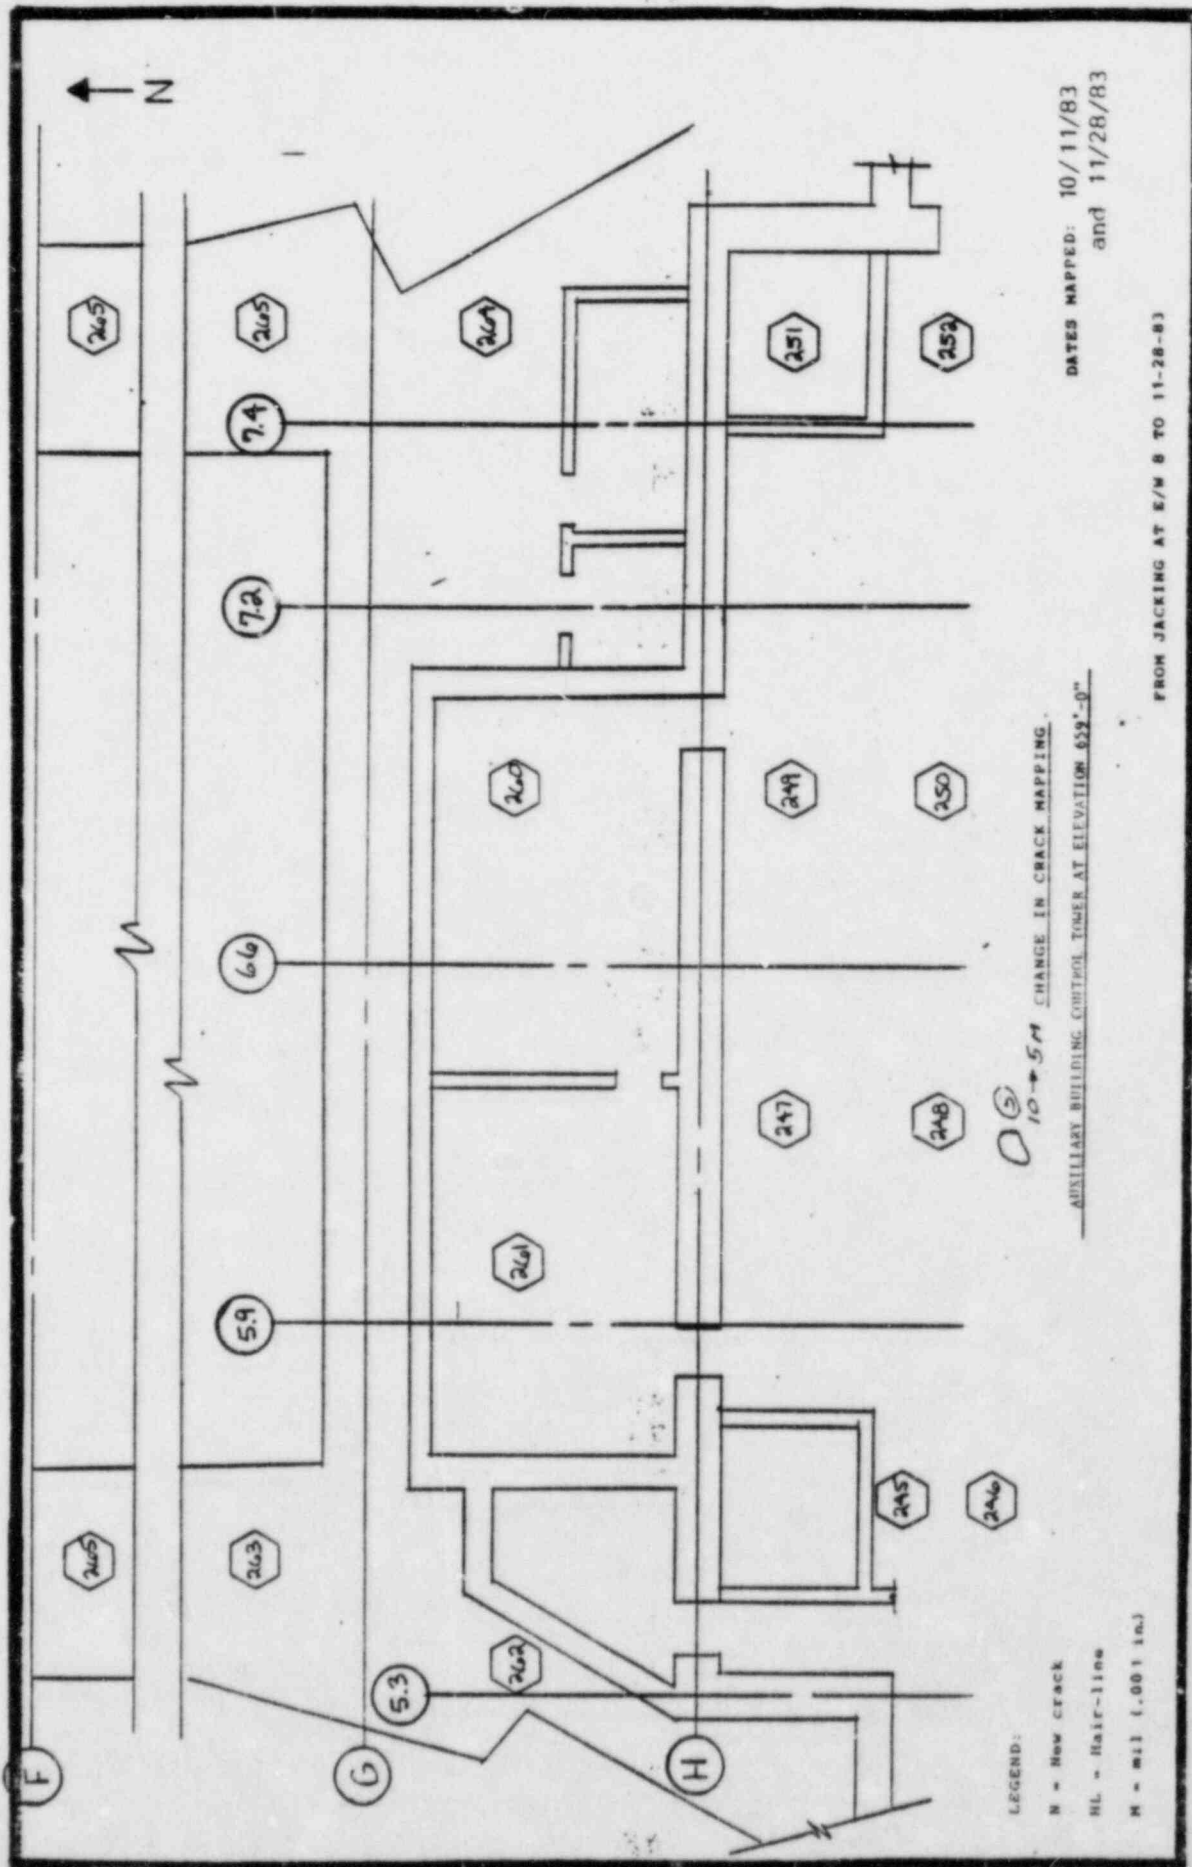 N
F
G
H
5.3
5.9
6.6
7.2
7.4
265
265
263
265
262
261
260
264
247
249
251
245
248
250
252
246
10→5M CHANGE IN CRACK MAPPING
AUXILIARY BUILDING CONTROL TOWER AT ELEVATION 659'-0"
DATES MAPPED: 10/11/83
and 11/28/83
FROM JACKING AT E/W 8 TO 11-28-83
LEGEND:
N = New crack
HL = Hair-line
M = mil (.001 in.)